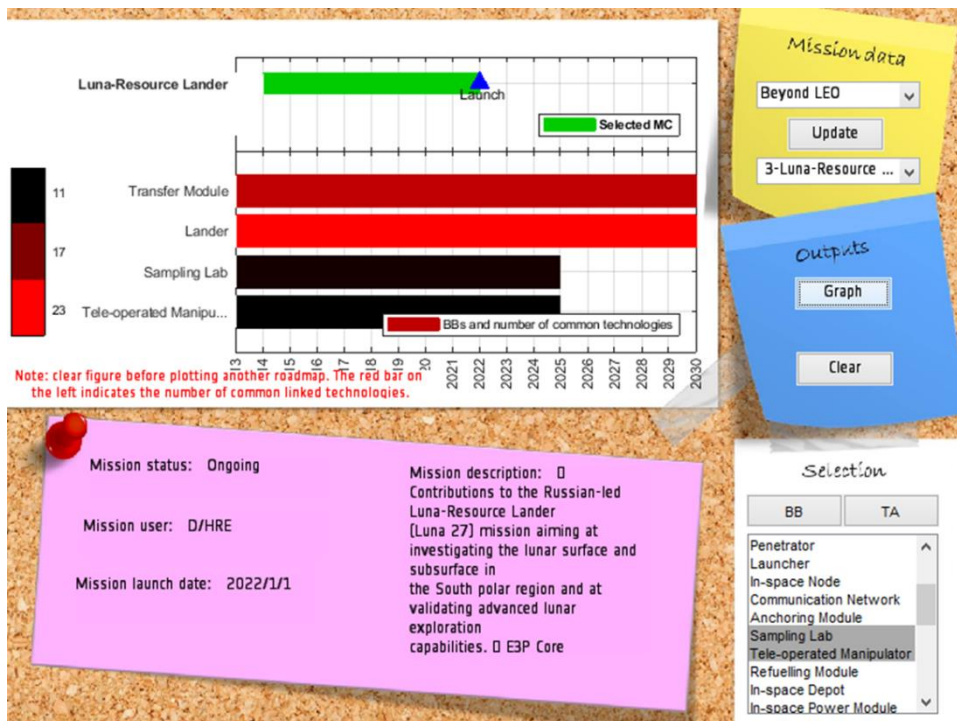 Luna-Resource Lander
Launch
Selected MC
11
17
23
Transfer Module
Lander
Sampling Lab
Tele-operated Manipu...
BBs and number of common technologies
2021
2022
2023
2024
2025
2026
2027
2028
2029
2030
Note: clear figure before plotting another roadmap. The red bar on
the left indicates the number of common linked technologies.
Mission data
Beyond LEO
Update
3-Luna-Resource ...
Outputs
Graph
Clear
Mission status: Ongoing
Mission user: D/HRE
Mission launch date: 2022/1/1
Mission description:
Contributions to the Russian-led
Luna-Resource Lander
(Luna 27] mission aiming at
investigating the lunar surface and
subsurface in
the South polar region and at
validating advanced lunar
exploration
capabilities. E3P Core
Selection
BB
TA
Penetrator
Launcher
In-space Node
Communication Network
Anchoring Module
Sampling Lab
Tele-operated Manipulator
Refuelling Module
In-space Depot
In-space Power Module